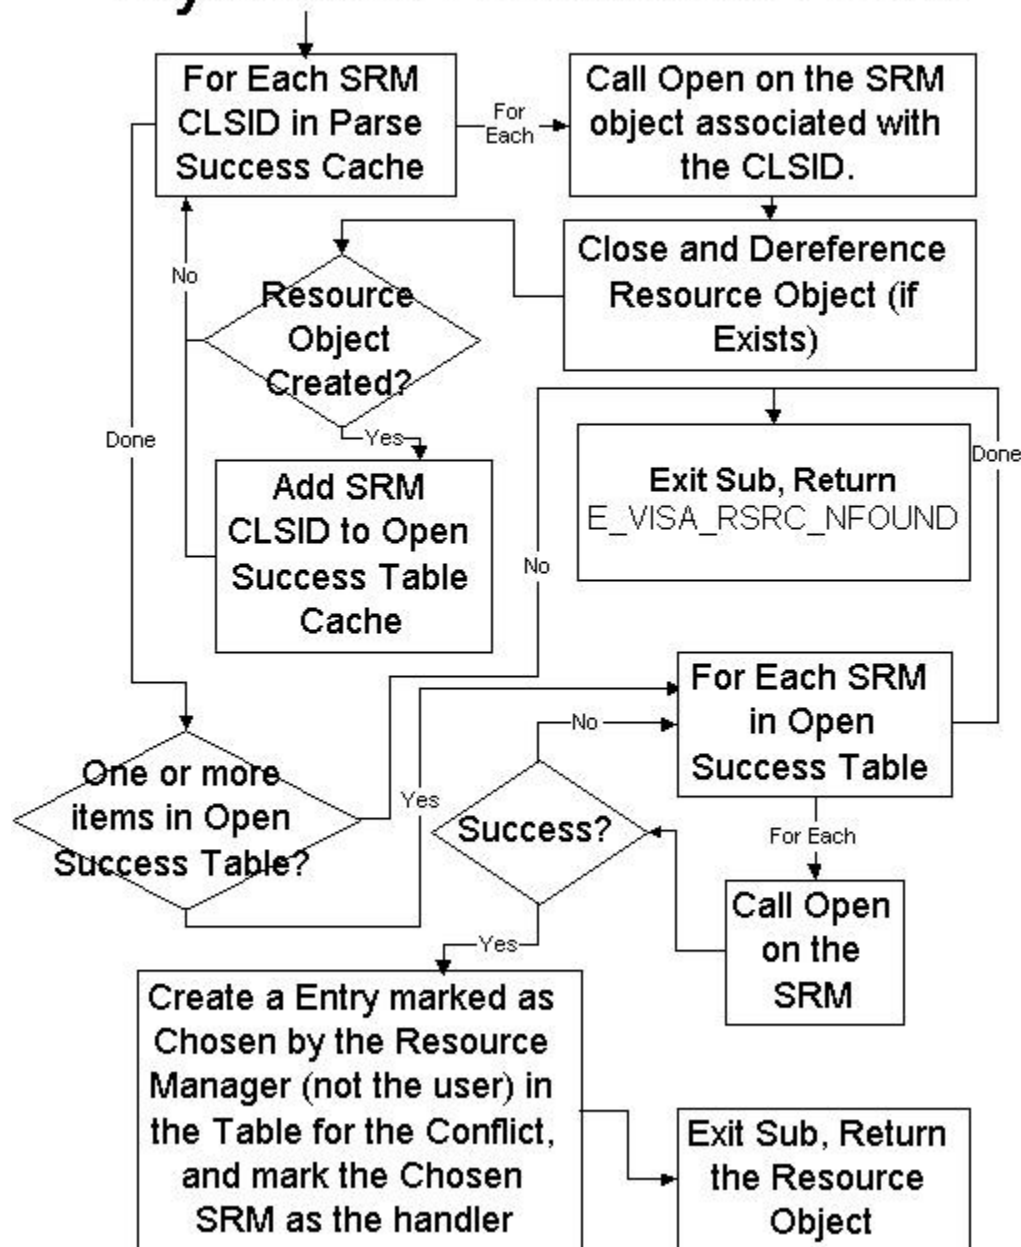 For Each SRM
CLSID in Parse
Success Cache
For
Each
Call Open on the SRM
object associated with
the CLSID.
Close and Dereference
Resource Object (if
Exists)
No
Resource
Object
Created?
Done
Yes
Add SRM
CLSID to Open
Success Table
Cache
Exit Sub, Return
E_VISA_RSRC_NFOUND
Done
No
For Each SRM
in Open
Success Table
No
One or more
items in Open
Success Table?
Yes
Success?
For Each
Call Open
on the
SRM
Yes
Create a Entry marked as
Chosen by the Resource
Manager (not the user) in
the Table for the Conflict,
and mark the Chosen
SRM as the handler
Exit Sub, Return
the Resource
Object